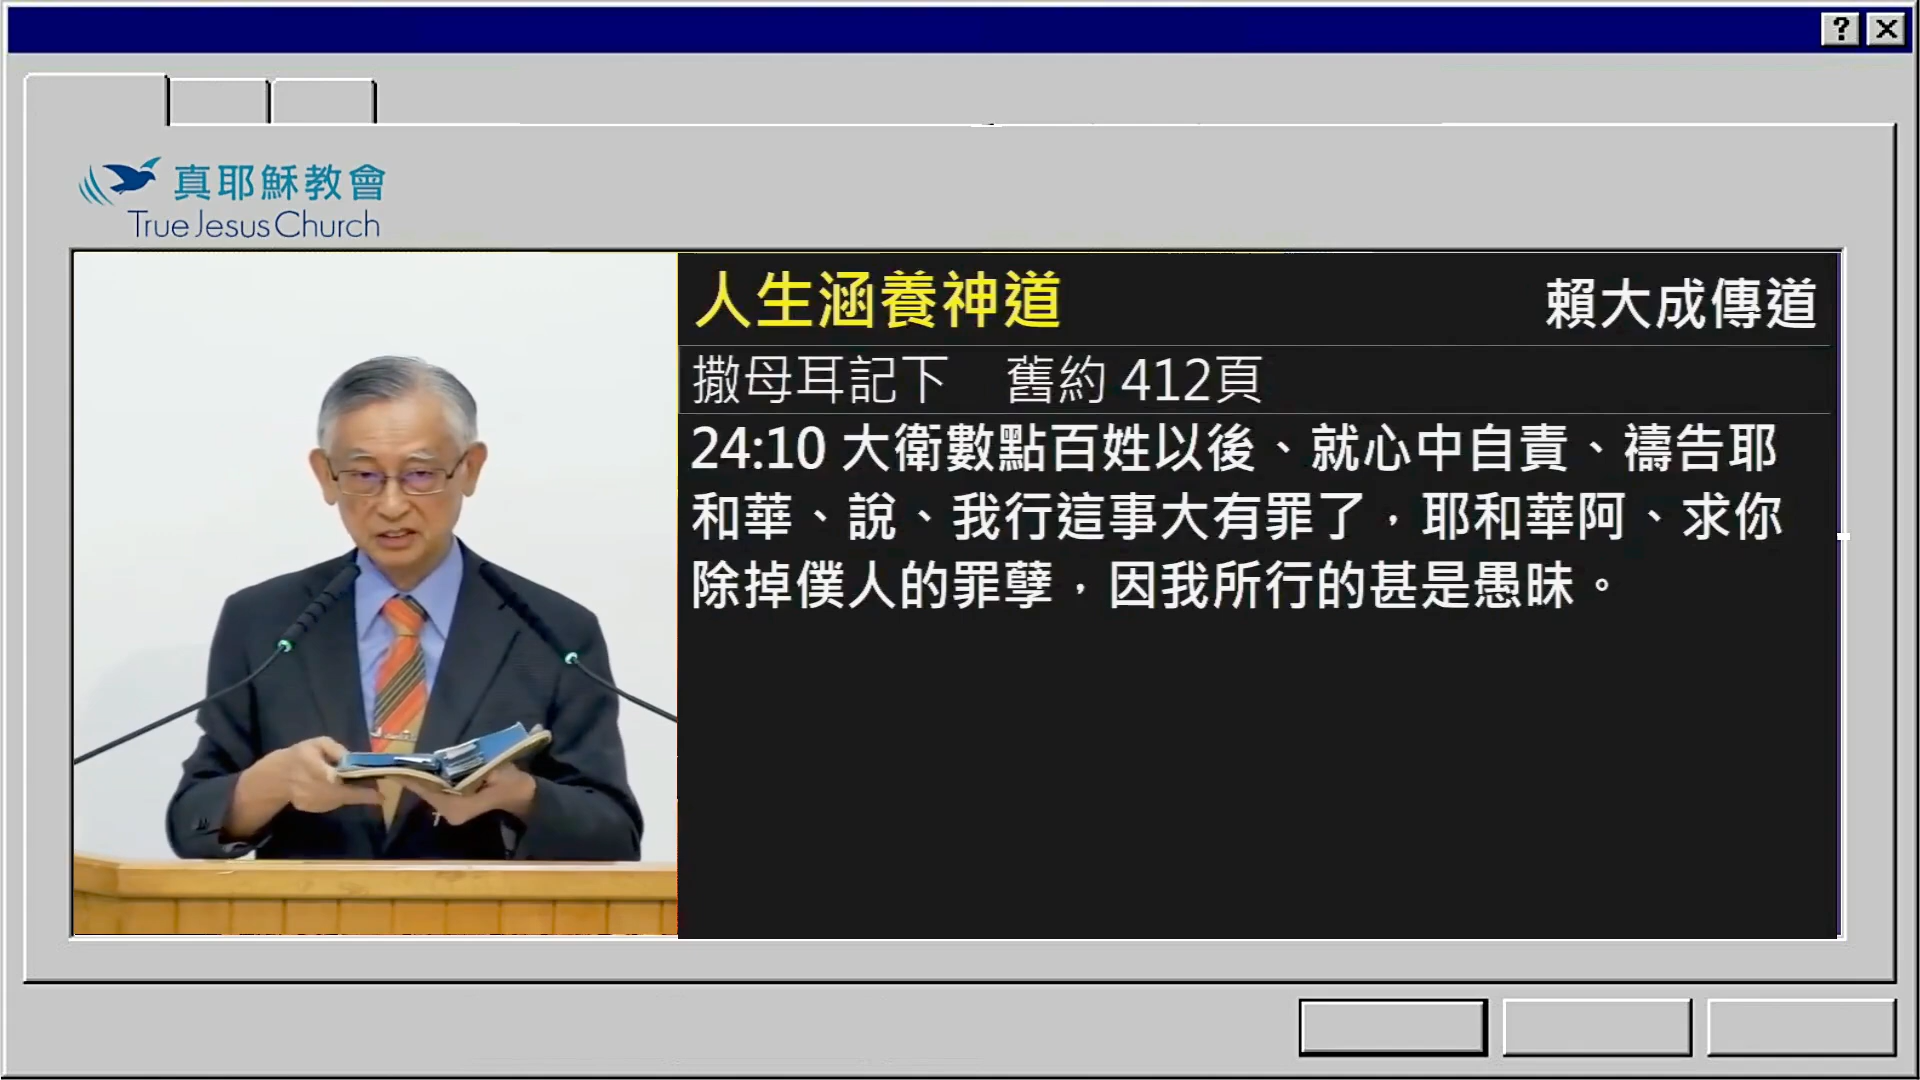 真耶穌教會
True Jesus Church
人生涵養神道
賴大成傳道
撒母耳記下 舊約 412頁
24:10 大衛數點百姓以後、就心中自責、禱告耶
和華、說、我行這事大有罪了，耶和華阿、求你
除掉僕人的罪孽，因我所行的甚是愚昧。